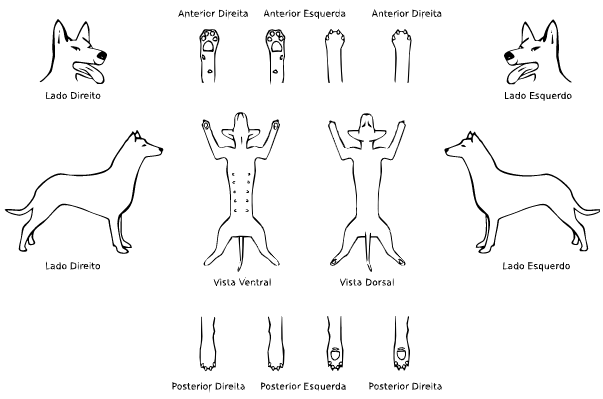 Anterior Direita
Anterior Esquerda
Anterior Direita
Lado Direito
Lado Esquerdo
Lado Direito
Lado Esquerdo
Vista Ventral
Vista Dorsal
Posterior Direita
Posterior Esquerda
Posterior Direita